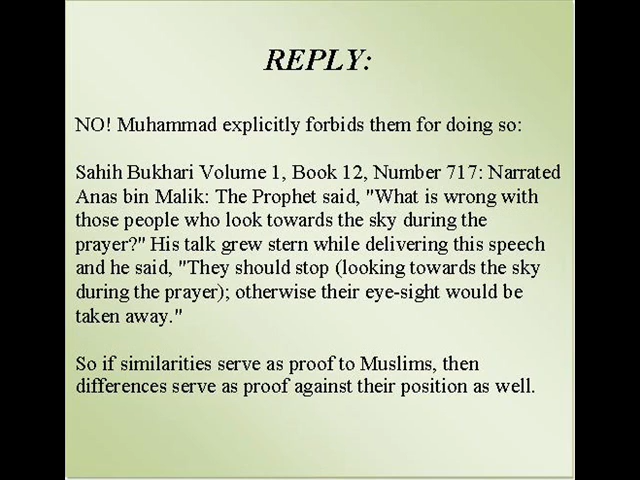 REPLY:
NO! Muhammad explicitly forbids them for doing so:
Sahih Bukhari Volume 1, Book 12, Number 717: Narrated
Anas bin Malik: The Prophet said, "What is wrong with
those people who look towards the sky during the
prayer?" His talk grew stern while delivering this speech
and he said, "They should stop (looking towards the sky
during the prayer); otherwise their eye-sight would be
taken away."
So if similarities serve as proof to Muslims, then
differences serve as proof against their position as well.